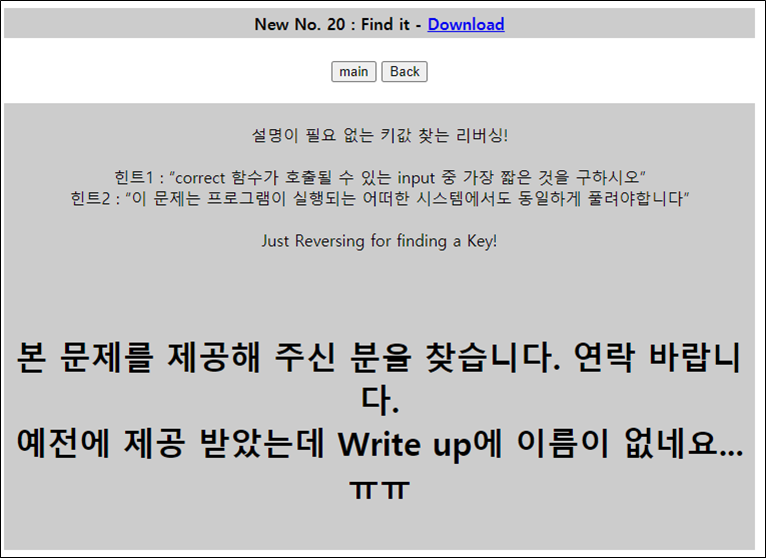 New No. 20 : Find it - Download
main Back
설명이 필요 없는 키값 찾는 리버싱!
힌트1 : “correct 함수가 호출될 수 있는 input 중 가장 짧은 것을 구하시오”
힌트2 : “이 문제는 프로그램이 실행되는 어떠한 시스템에서도 동일하게 풀려야합니다”
Just Reversing for finding a Key!
본 문제를 제공해 주신 분을 찾습니다. 연락 바랍니
다.
예전에 제공 받았는데 Write up에 이름이 없네요...
ㅠㅠ